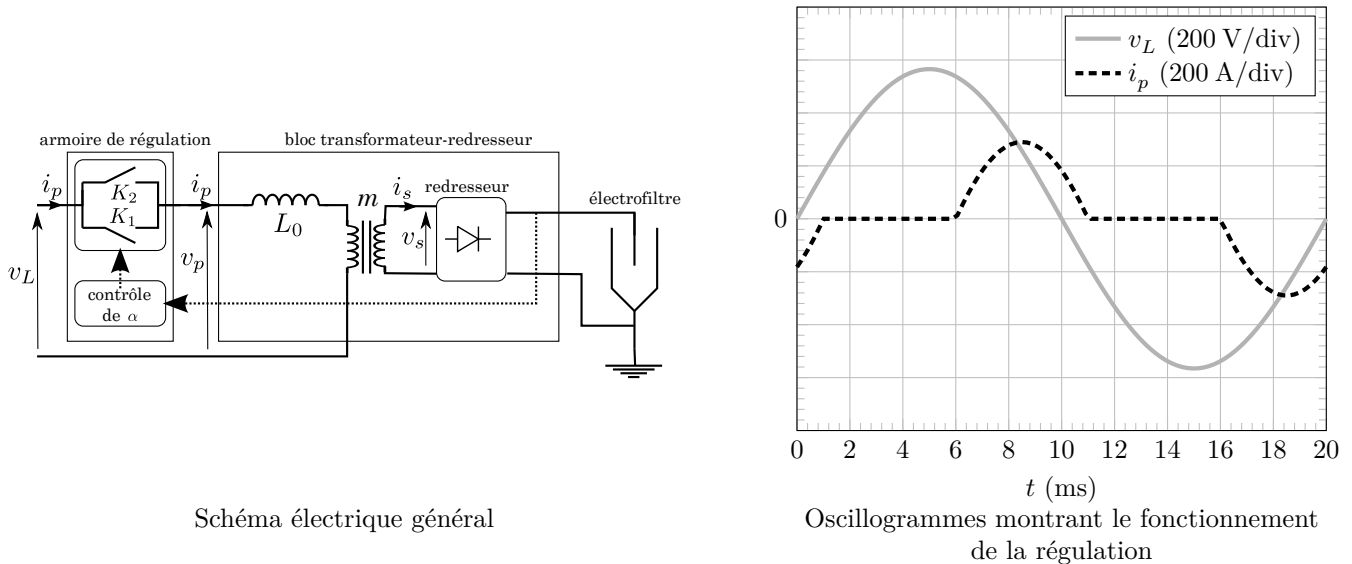 armoire de régulation
bloc transformateur-redresseur
i_p
K_2
K_1
i_p
L_0
m
i_s
redresseur
électrofiltre
v_L
v_p
v_s
contrôle
de α
Schéma électrique général
v_L (200 V/div)
i_p (200 A/div)
0
0 2 4 6 8 10 12 14 16 18 20
t (ms)
Oscillogrammes montrant le fonctionnement
de la régulation